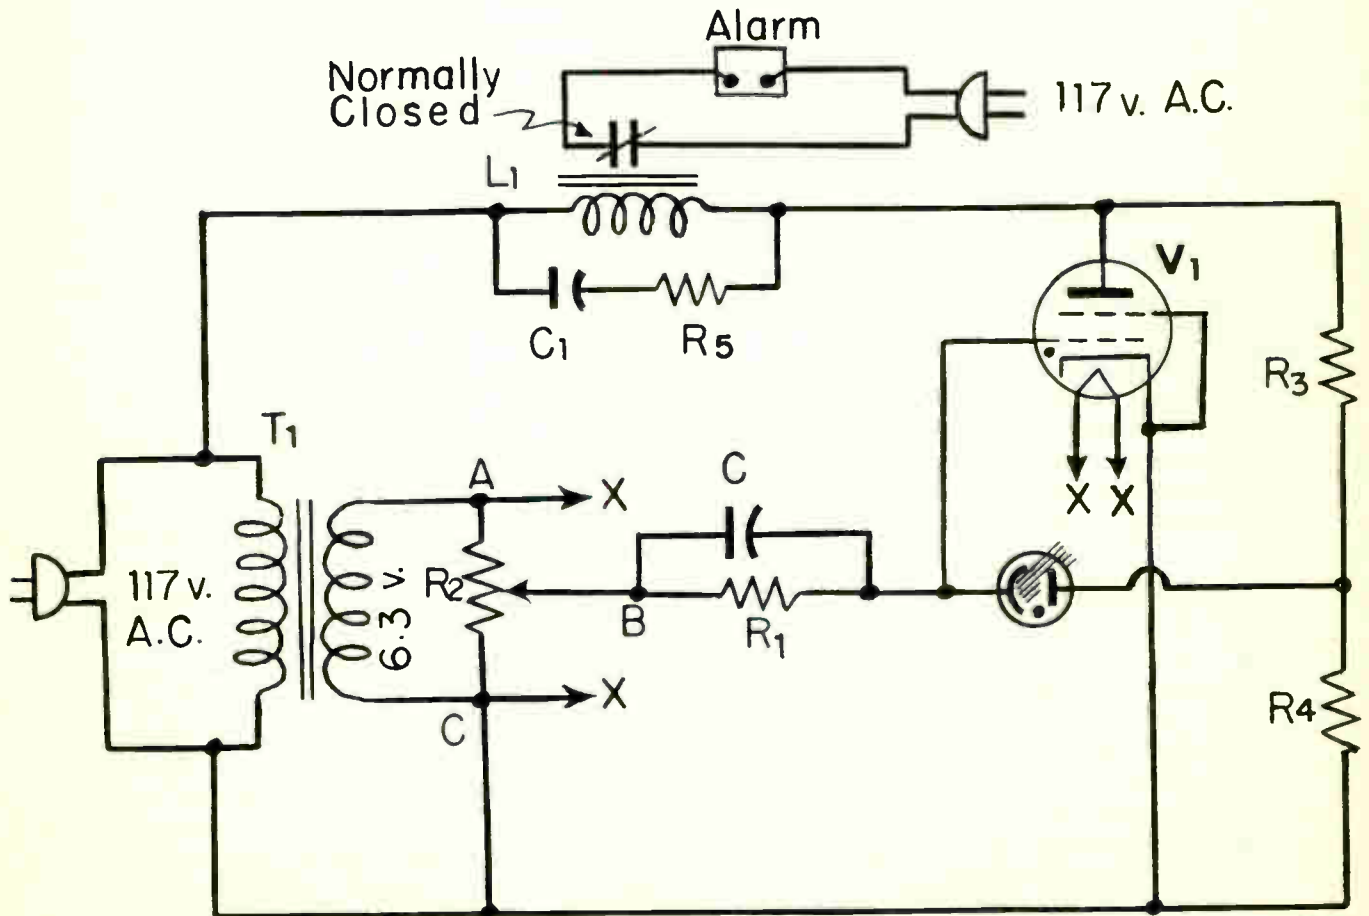 Alarm
Normally
Closed
117 v. A.C.
L1
V1
C1
R5
R3
T1
A
X
C
X X
117 v.
A.C.
6.3 v.
R2
B
R1
C
X
R4